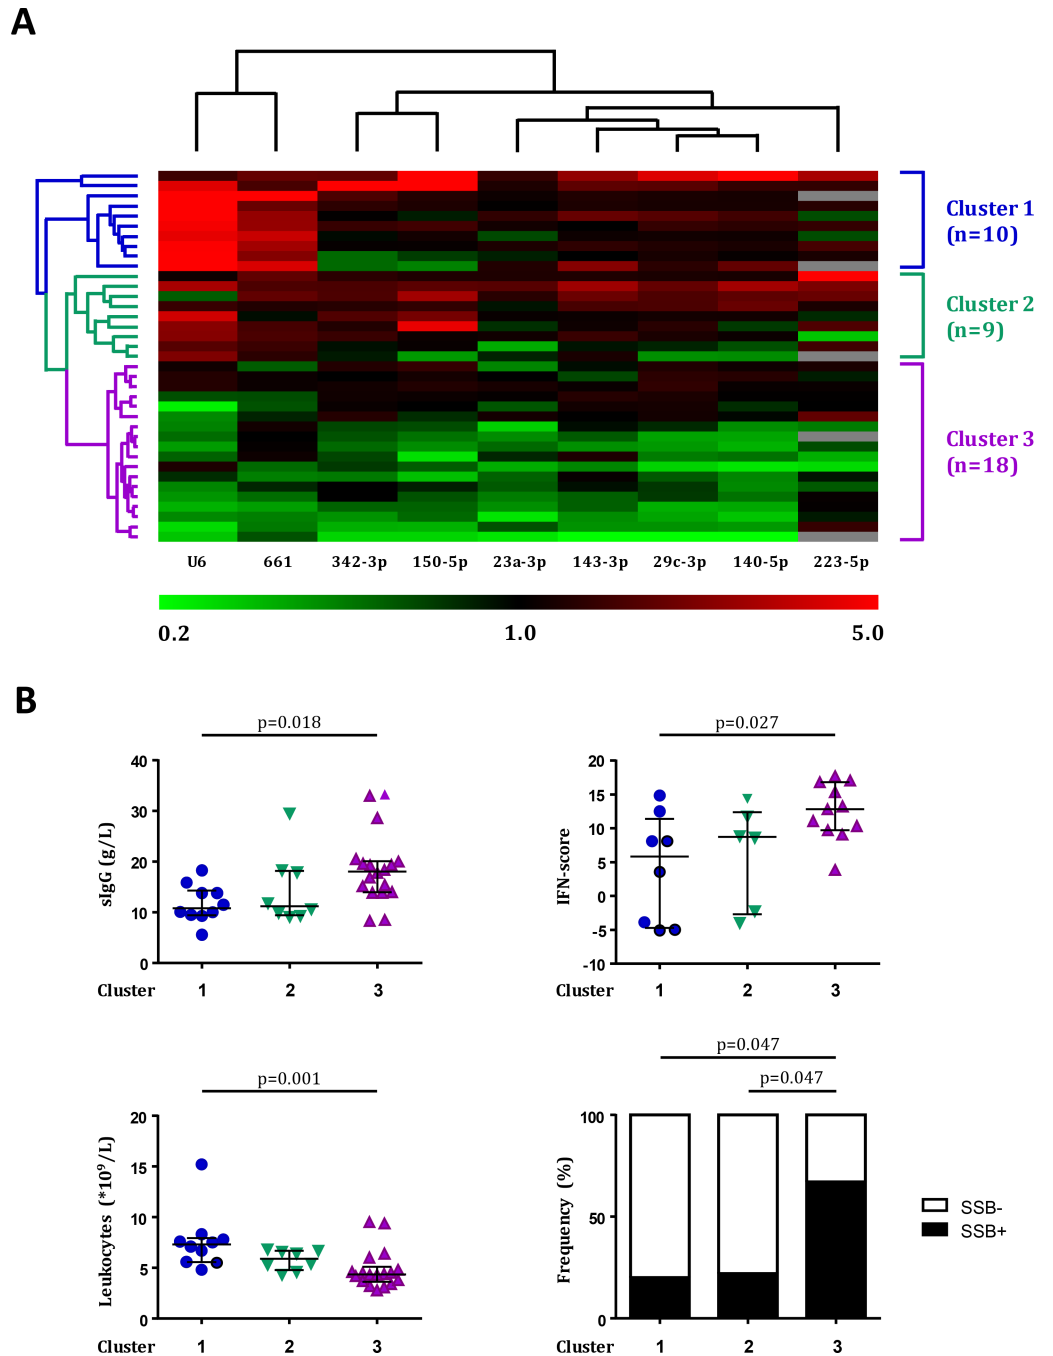 A
Cluster 1
(n=10)
Cluster 2
(n=9)
Cluster 3
(n=18)
U6 661 342-3p 150-5p 23a-3p 143-3p 29c-3p 140-5p 223-5p
0.2 1.0 5.0
B
p=0.018
40
30
20
10
0
sIgG (g/L)
Cluster 1 2 3
p=0.027
20
15
10
5
0
-5
-10
IFN-score
Cluster 1 2 3
p=0.001
20
15
10
5
0
Leukocytes (*10⁹/L)
Cluster 1 2 3
p=0.047
p=0.047
100
50
0
Frequency (%)
Cluster 1 2 3
SSB-
SSB+